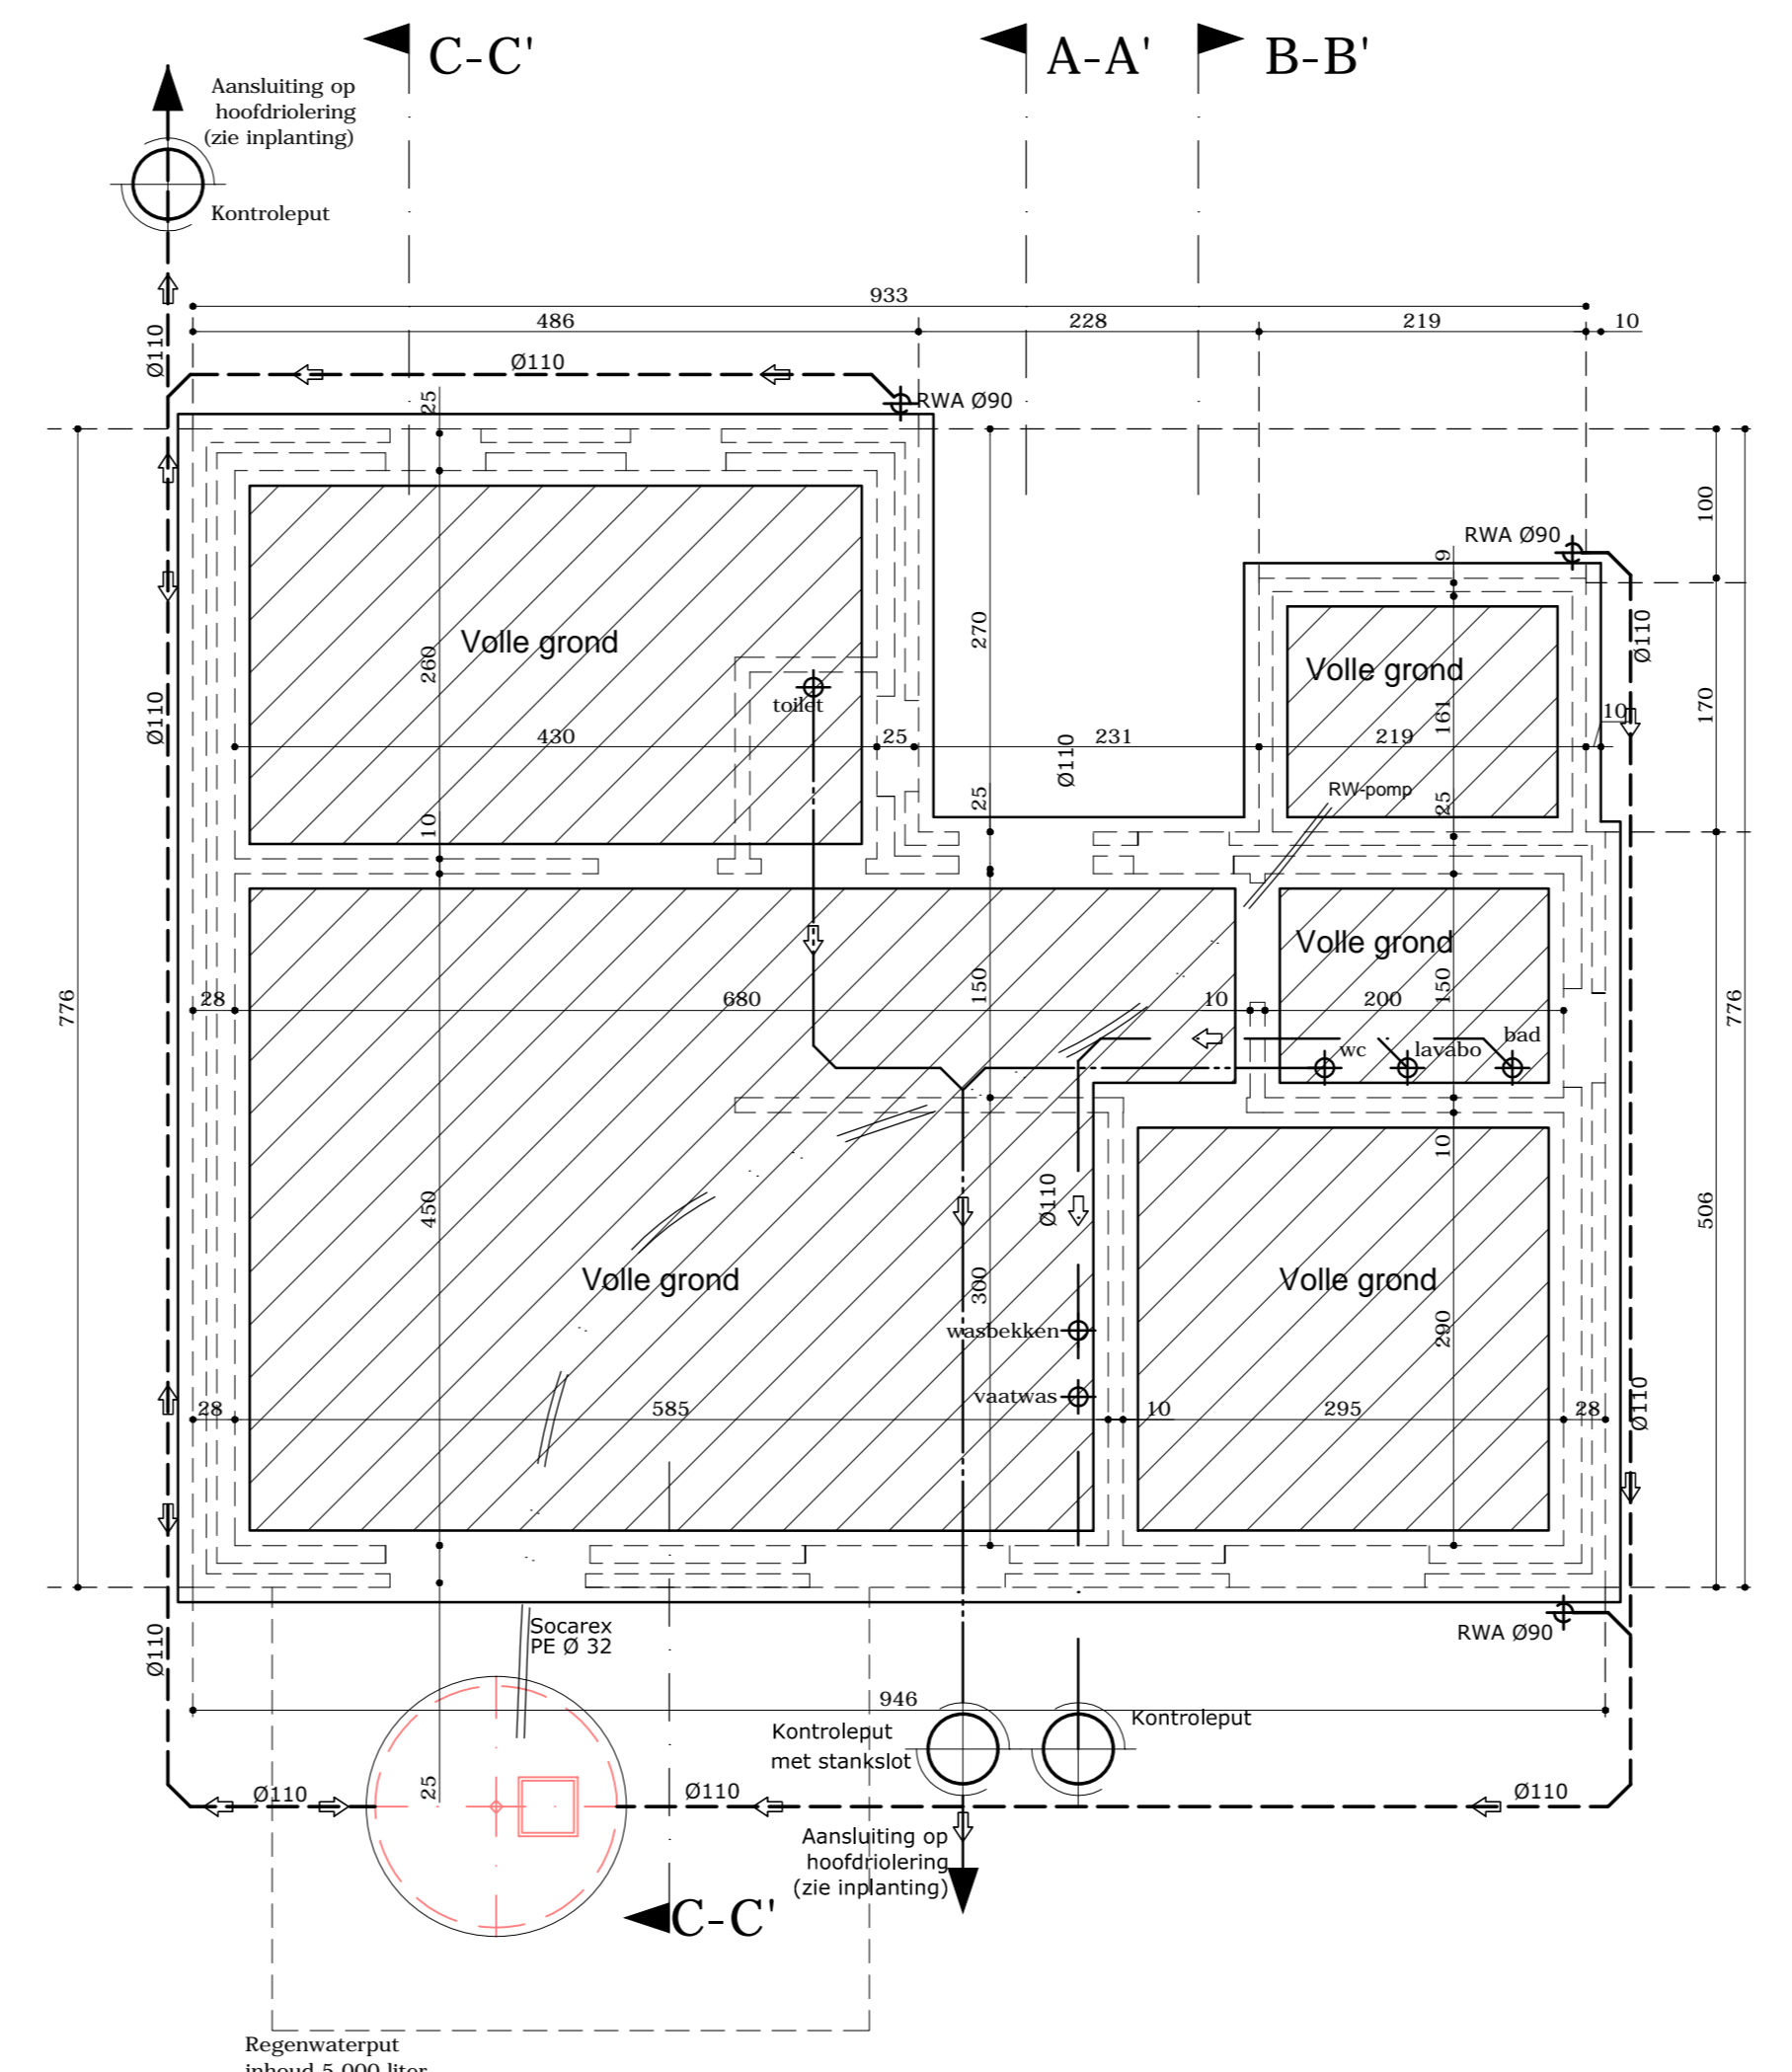 C-C'
A-A'
B-B'
Aansluiting op
hoofdriolering
(zie inplanting)
Kontroleput
933
486
228
219
10
Ø110
Ø110
25
RWA Ø90
100
RWA Ø90
9
Ø110
270
Volle grond
260
Volle grond
170
161
toilet
10
Ø110
430
25
231
219
Ø110
25
RW-pomp
25
10
Volle grond
776
28
680
150
10
200
150
776
bad
wc
lavabo
10
Ø110
450
506
Volle grond
300
Volle grond
290
wasbekken
vaatwas
28
585
10
295
28
Ø110
Socarex
PE Ø 32
RWA Ø90
Ø110
946
Kontroleput
met stankslot
Kontroleput
25
Ø110
Ø110
Ø110
Aansluiting op
hoofdriolering
(zie inplanting)
C-C'
Regenwaterput
inhoud 5.000 liter